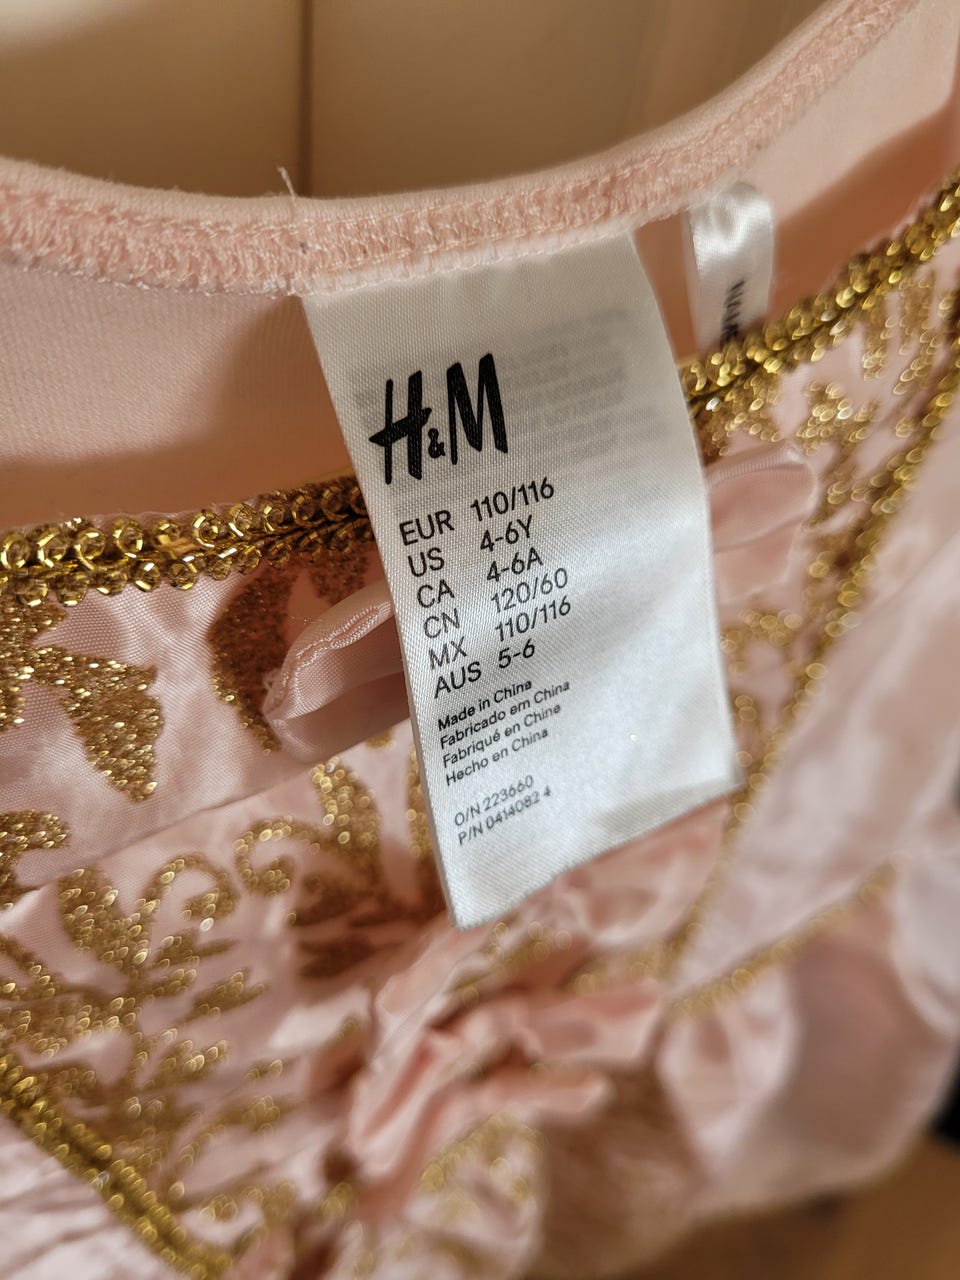 H&M
EUR 110/116
US 4-6Y
CA 4-6A
CN 120/60
MX 110/116
AUS 5-6
Made in China
Fabricado em China
Fabriqué en Chine
Hecho en China
O/N 223660
P/N 0414082 4